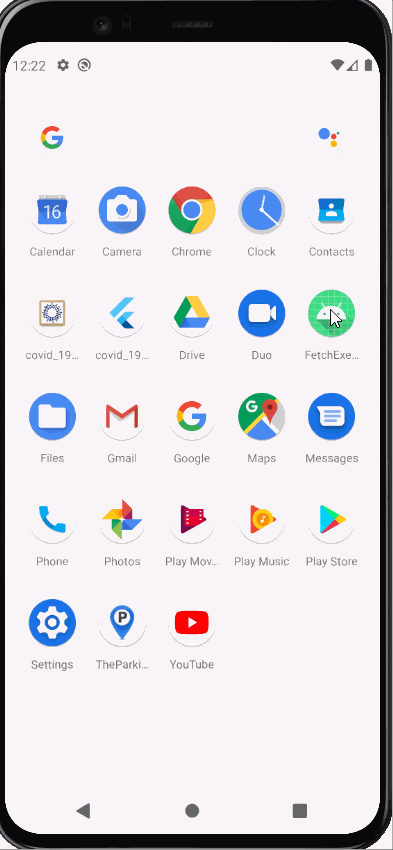 12:22
G
16
Calendar Camera Chrome Clock Contacts
covid_19... covid_19... Drive Duo FetchExe...
G
G
Files Gmail Google Maps Messages
Phone Photos Play Mov... Play Music Play Store
P
Settings TheParki... YouTube